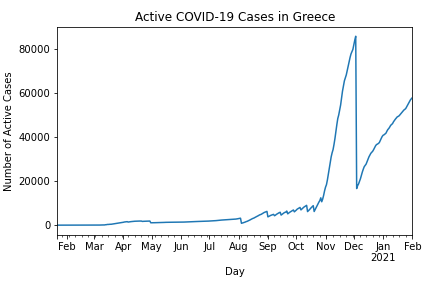 Active COVID-19 Cases in Greece
Number of Active Cases
80000
60000
40000
20000
0
Feb Mar Apr May Jun Jul Aug Sep Oct Nov Dec Jan Feb
2021
Day